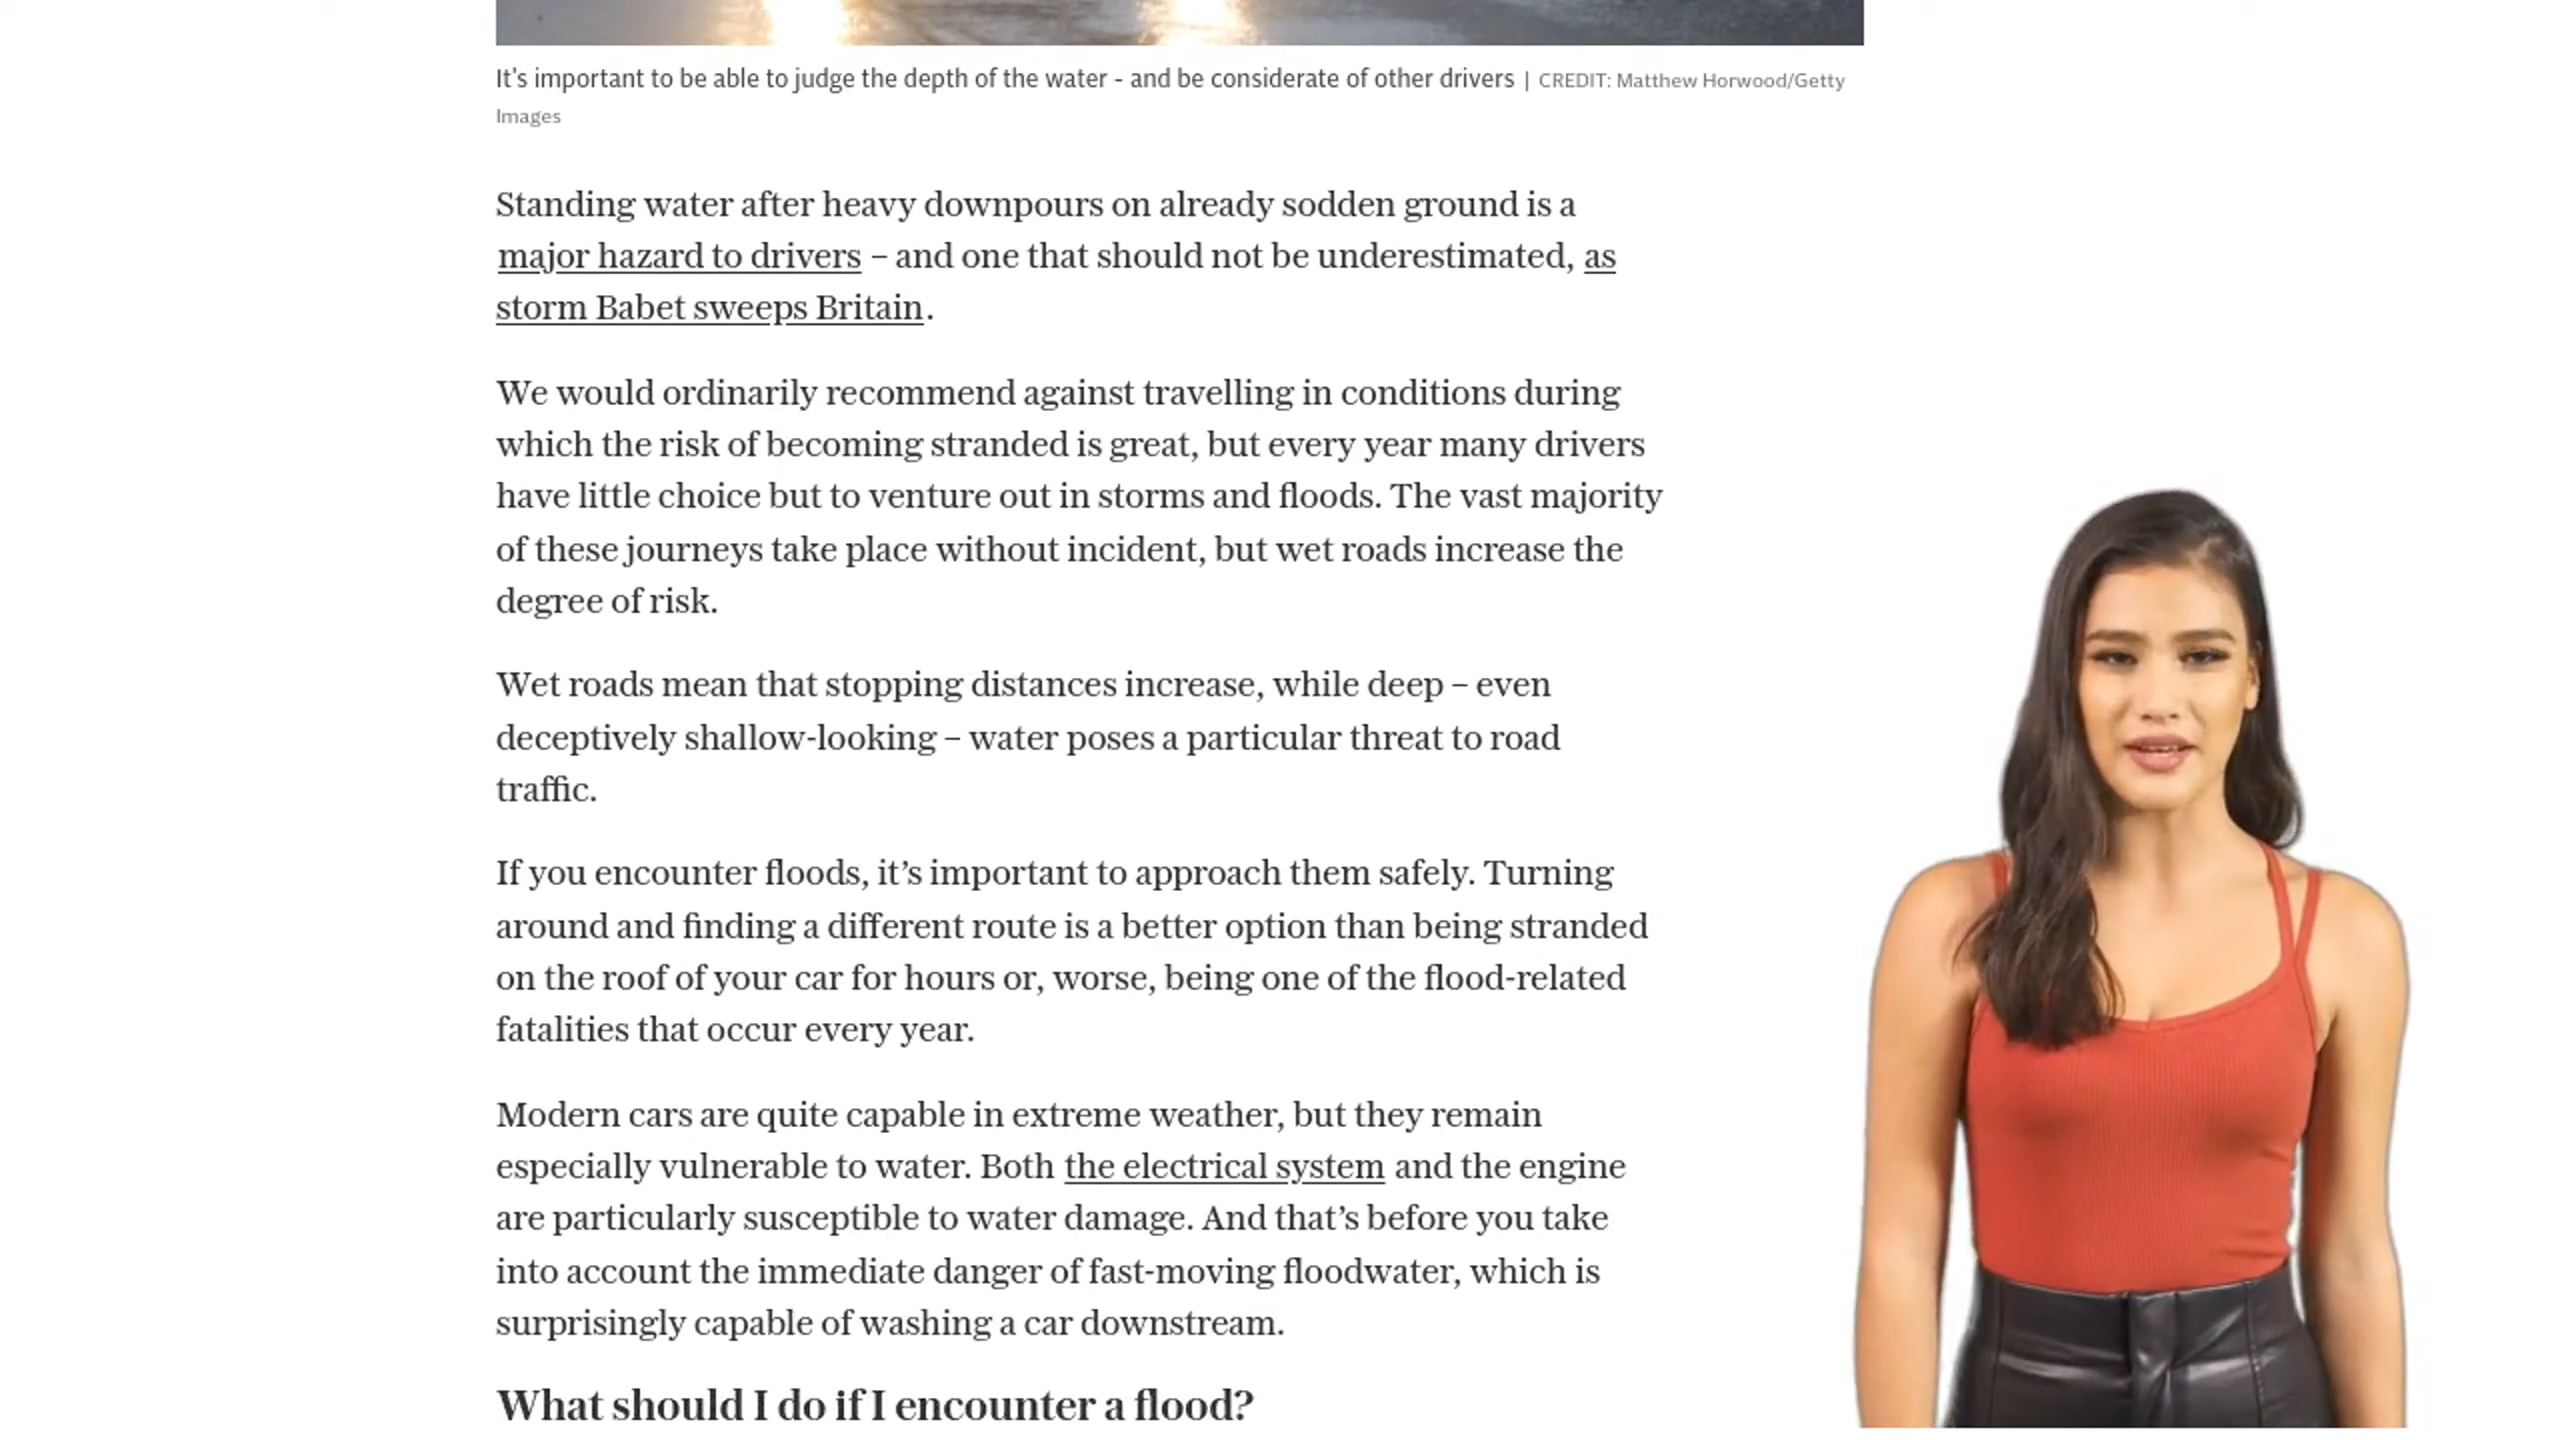 It's important to be able to judge the depth of the water - and be considerate of other drivers | CREDIT: Matthew Horwood/Getty
Images
Standing water after heavy downpours on already sodden ground is a
major hazard to drivers – and one that should not be underestimated, as
storm Babet sweeps Britain.
We would ordinarily recommend against travelling in conditions during
which the risk of becoming stranded is great, but every year many drivers
have little choice but to venture out in storms and floods. The vast majority
of these journeys take place without incident, but wet roads increase the
degree of risk.
Wet roads mean that stopping distances increase, while deep – even
deceptively shallow-looking – water poses a particular threat to road
traffic.
If you encounter floods, it’s important to approach them safely. Turning
around and finding a different route is a better option than being stranded
on the roof of your car for hours or, worse, being one of the flood-related
fatalities that occur every year.
Modern cars are quite capable in extreme weather, but they remain
especially vulnerable to water. Both the electrical system and the engine
are particularly susceptible to water damage. And that’s before you take
into account the immediate danger of fast-moving floodwater, which is
surprisingly capable of washing a car downstream.
What should I do if I encounter a flood?